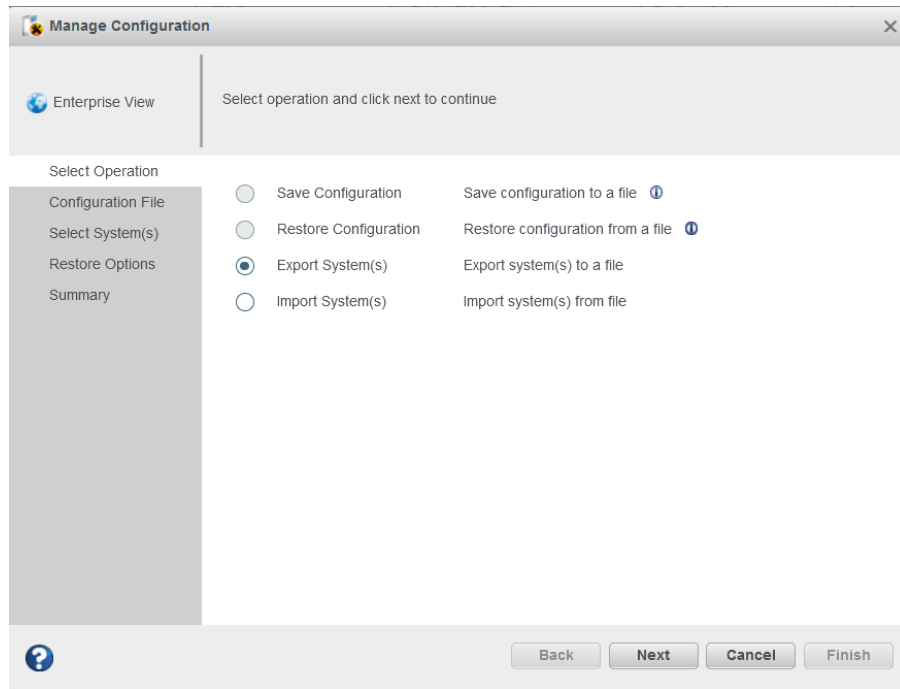 Manage Configuration
Enterprise View
Select operation and click next to continue
Select Operation
Configuration File
Select System(s)
Restore Options
Summary
Save Configuration Save configuration to a file
Restore Configuration Restore configuration from a file
Export System(s) Export system(s) to a file
Import System(s) Import system(s) from file
Back Next Cancel Finish